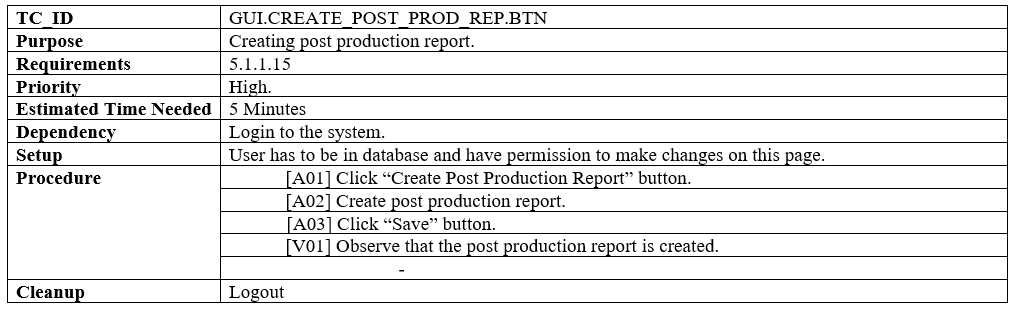 TC_ID GUI.CREATE_POST_PROD_REP.BTN
Purpose Creating post production report.
Requirements 5.1.1.15
Priority High.
Estimated Time Needed 5 Minutes
Dependency Login to the system.
Setup User has to be in database and have permission to make changes on this page.
Procedure [A01] Click “Create Post Production Report” button.
[A02] Create post production report.
[A03] Click “Save” button.
[V01] Observe that the post production report is created.
-
Cleanup Logout